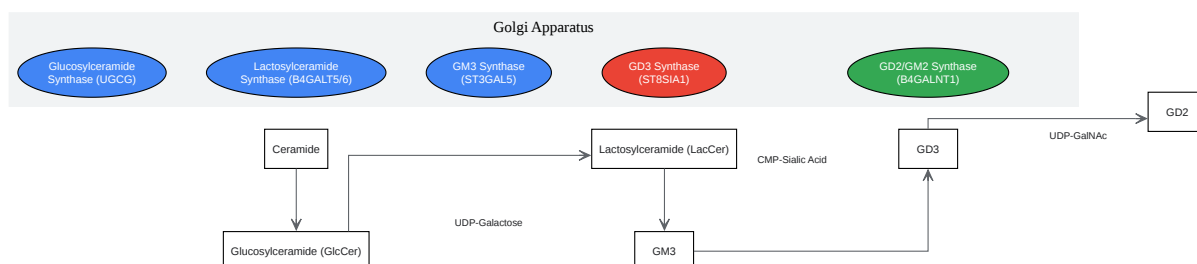 Golgi Apparatus
Glucosylceramide
Synthase (UGCG)
Lactosylceramide
Synthase (B4GALT5/6)
GM3 Synthase
(ST3GAL5)
GD3 Synthase
(ST8SIA1)
GD2/GM2 Synthase
(B4GALNT1)
GD2
UDP-GalNAc
Ceramide
Lactosylceramide (LacCer)
CMP-Sialic Acid
GD3
UDP-Galactose
Glucosylceramide (GlcCer)
GM3